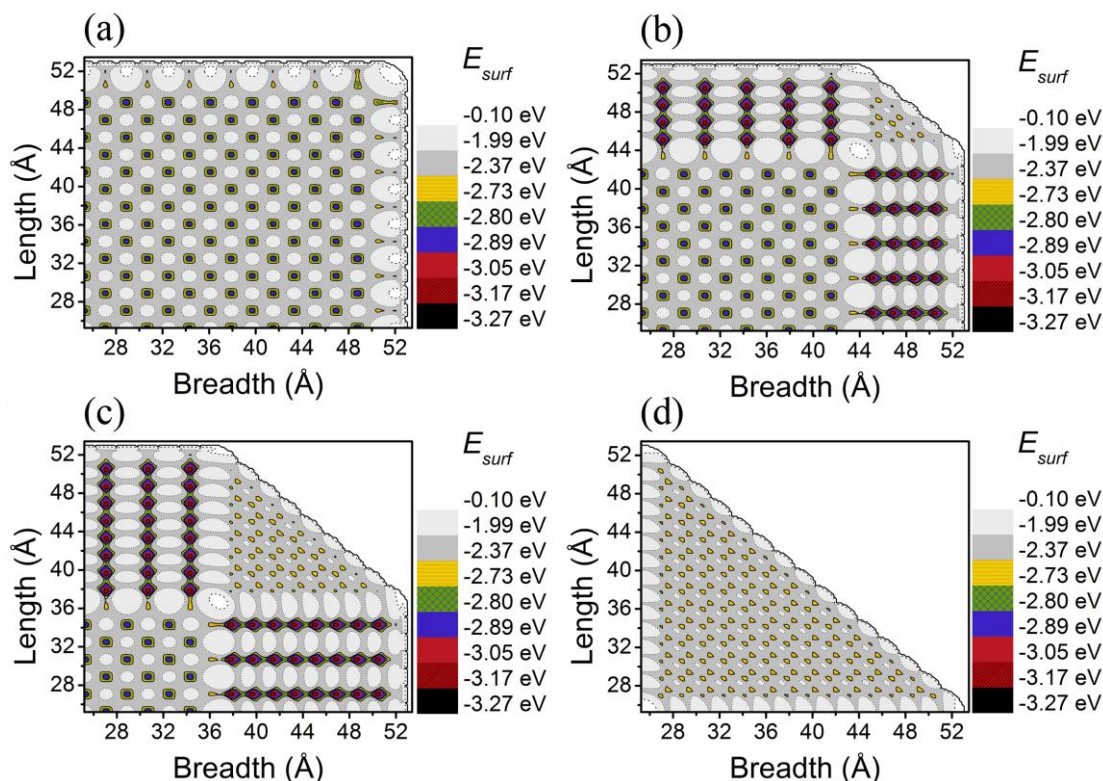 (a)
E_surf
-0.10 eV
-1.99 eV
-2.37 eV
-2.73 eV
-2.80 eV
-2.89 eV
-3.05 eV
-3.17 eV
-3.27 eV
Length (Å)
52
48
44
40
36
32
28
28 32 36 40 44 48 52
Breadth (Å)
(b)
E_surf
-0.10 eV
-1.99 eV
-2.37 eV
-2.73 eV
-2.80 eV
-2.89 eV
-3.05 eV
-3.17 eV
-3.27 eV
Length (Å)
52
48
44
40
36
32
28
28 32 36 40 44 48 52
Breadth (Å)
(c)
E_surf
-0.10 eV
-1.99 eV
-2.37 eV
-2.73 eV
-2.80 eV
-2.89 eV
-3.05 eV
-3.17 eV
-3.27 eV
Length (Å)
52
48
44
40
36
32
28
28 32 36 40 44 48 52
Breadth (Å)
(d)
E_surf
-0.10 eV
-1.99 eV
-2.37 eV
-2.73 eV
-2.80 eV
-2.89 eV
-3.05 eV
-3.17 eV
-3.27 eV
Length (Å)
52
48
44
40
36
32
28
28 32 36 40 44 48 52
Breadth (Å)